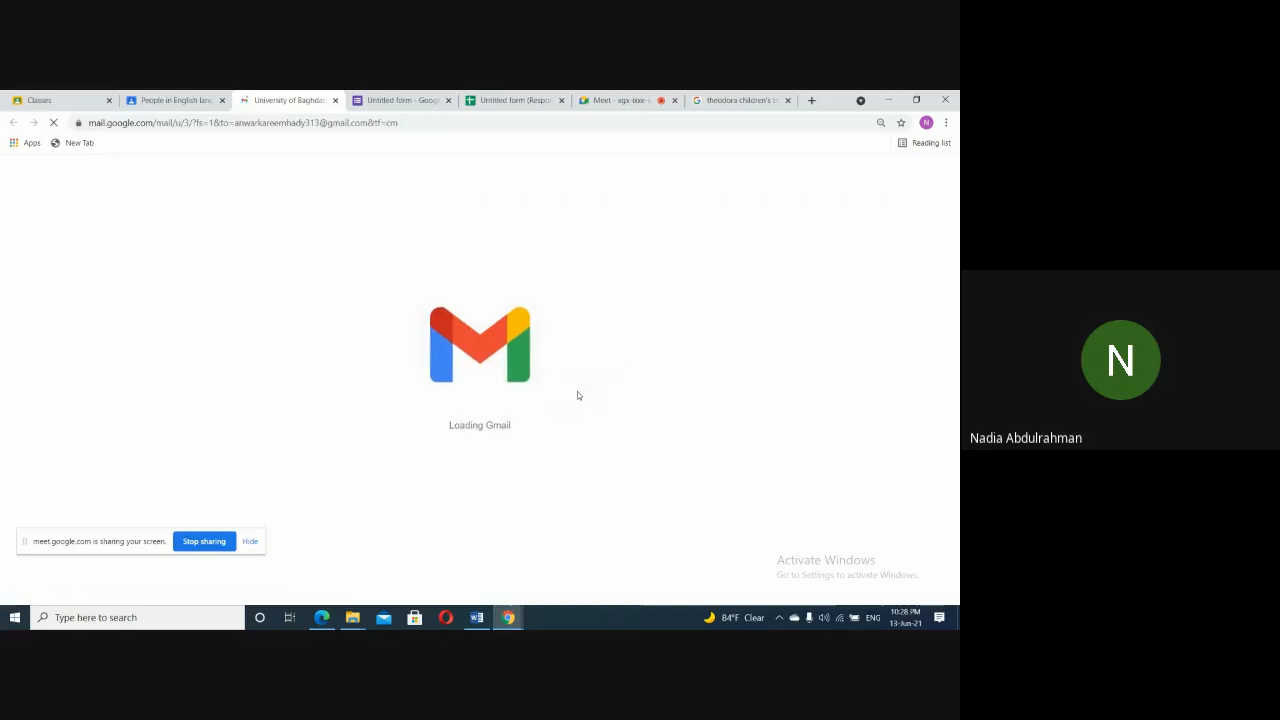 Classes
People in English lan
University of Baghda
Untitled form - Goog
Untitled form (Respor
Meet - xqx-ixxe-x
theodora children's tr
mail.google.com/mail/u/3/?fs=1&to=anwarkareemhady313@gmail.com&tf=cm
N
Apps
New Tab
Reading list
Loading Gmail
N
Nadia Abdulrahman
meet.google.com is sharing your screen.
Stop sharing
Hide
Activate Windows
Go to Settings to activate Windows.
Type here to search
84°F Clear
ENG
10:28 PM
13-Jun-21